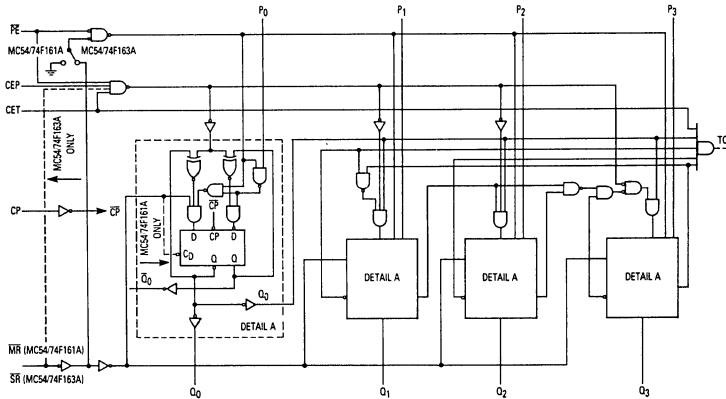 P0 P1 P2 P3
PE
MC54/74F161A MC54/74F163A
CEP
CET
TC
MC54/74F163A
ONLY
CP CP
CP
MC54/74F161A
ONLY
D CP D
CD
Q Q
Q0 Q0
DETAIL A
DETAIL A
DETAIL A
DETAIL A
MR (MC54/74F161A)
SR (MC54/74F163A)
Q0 Q1 Q2 Q3